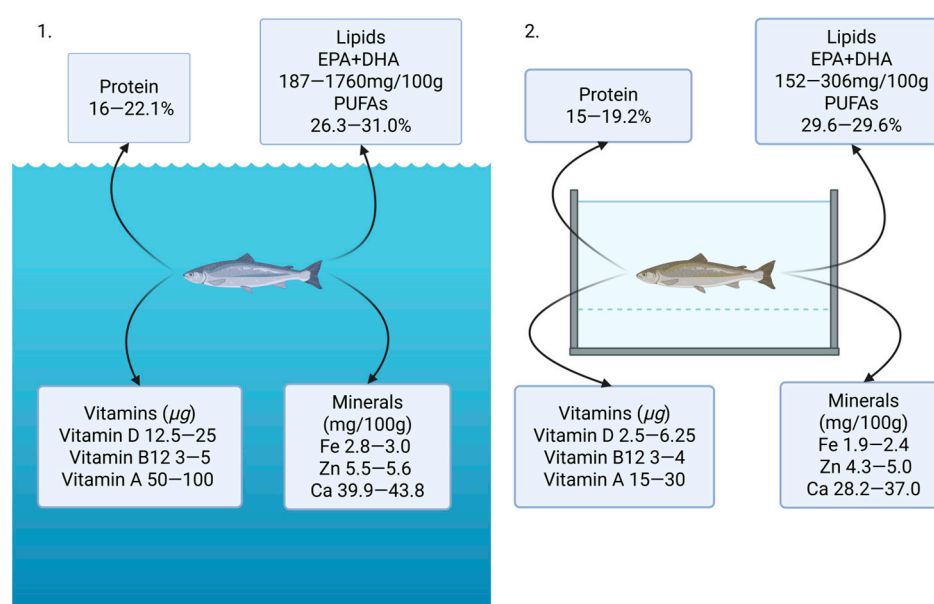 1.
Protein
16–22.1%
Lipids
EPA+DHA
187–1760mg/100g
PUFAs
26.3–31.0%
Vitamins (µg)
Vitamin D 12.5–25
Vitamin B12 3–5
Vitamin A 50–100
Minerals
(mg/100g)
Fe 2.8–3.0
Zn 5.5–5.6
Ca 39.9–43.8
2.
Protein
15–19.2%
Lipids
EPA+DHA
152–306mg/100g
PUFAs
29.6–29.6%
Vitamins (µg)
Vitamin D 2.5–6.25
Vitamin B12 3–4
Vitamin A 15–30
Minerals
(mg/100g)
Fe 1.9–2.4
Zn 4.3–5.0
Ca 28.2–37.0